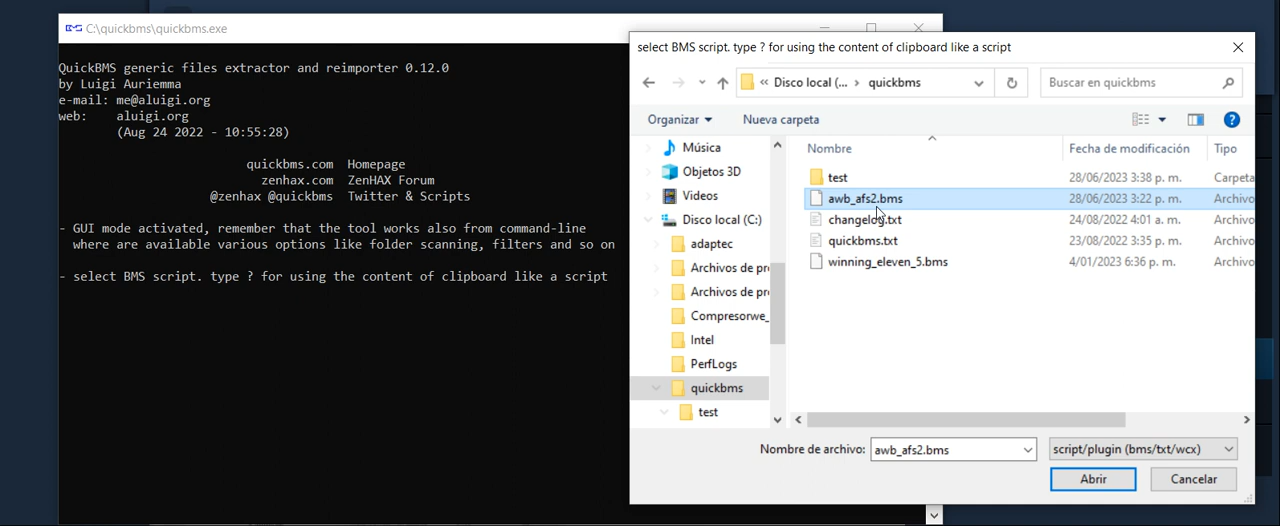 C:\quickbms\quickbms.exe
QuickBMS generic files extractor and reimporter 0.12.0
by Luigi Auriemma
e-mail: me@aluigi.org
web: aluigi.org
(Aug 24 2022 - 10:55:28)
quickbms.com Homepage
zenhax.com ZenHAX Forum
@zenhax @quickbms Twitter & Scripts
- GUI mode activated, remember that the tool works also from command-line
where are available various options like folder scanning, filters and so on
- select BMS script. type ? for using the content of clipboard like a script
select BMS script. type ? for using the content of clipboard like a script
« Disco local (... › quickbms
Buscar en quickbms
Organizar
Nueva carpeta
Música
Objetos 3D
Videos
Disco local (C:)
adaptec
Archivos de pr
Archivos de pr
Compresorwe_
Intel
PerfLogs
quickbms
test
Nombre Fecha de modificación Tipo
test 28/06/2023 3:38 p. m. Carpeta
awb_afs2.bms 28/06/2023 3:22 p. m. Archivo
changelog.txt 24/08/2022 4:01 a. m. Archivo
quickbms.txt 23/08/2022 3:35 p. m. Archivo
winning_eleven_5.bms 4/01/2023 6:36 p. m. Archivo
Nombre de archivo: awb_afs2.bms script/plugin (bms/txt/wcx)
Abrir Cancelar